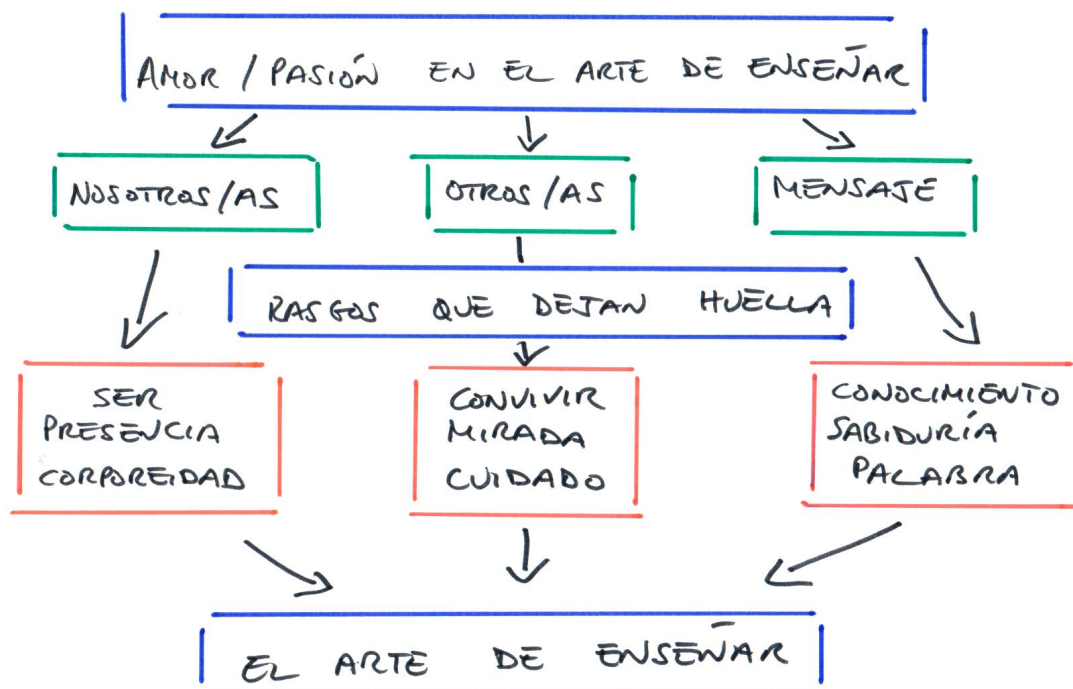 AMOR / PASIÓN EN EL ARTE DE ENSEÑAR
NOSOTROS/AS
OTROS/AS
MENSAJE
RASGOS QUE DEJAN HUELLA
SER
PRESENCIA
CORPOREIDAD
CONVIVIR
MIRADA
CUIDADO
CONOCIMIENTO
SABIDURÍA
PALABRA
EL ARTE DE ENSEÑAR